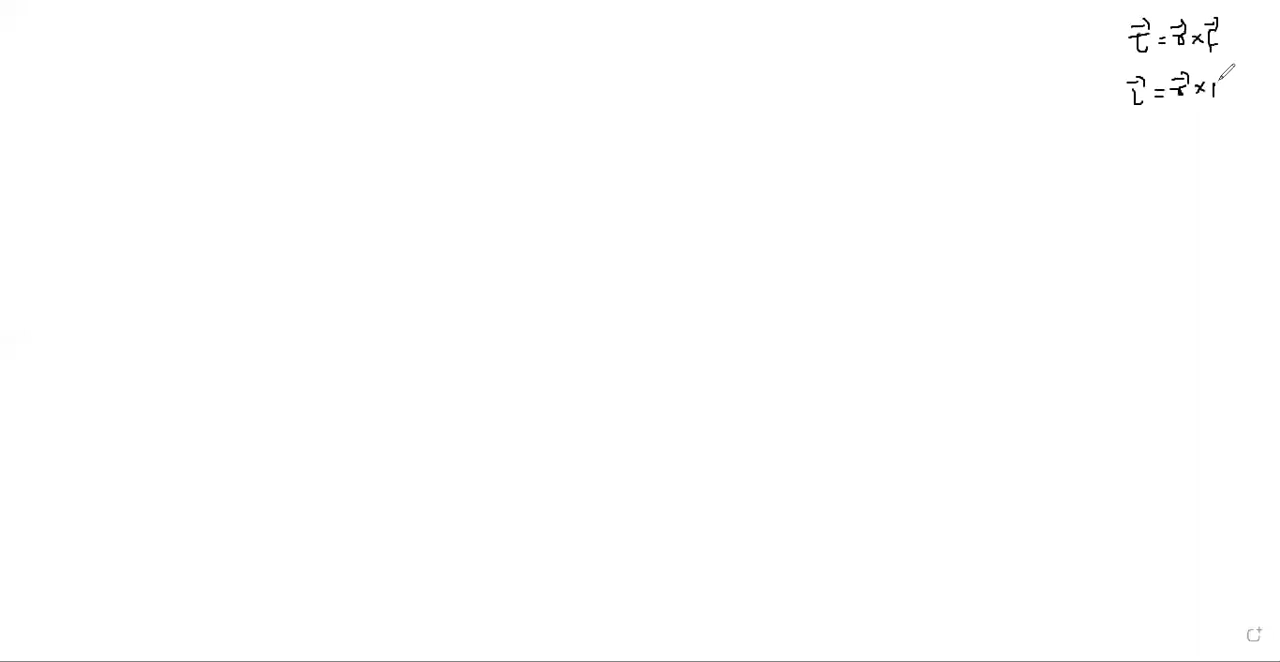 τ⃗ = r⃗ × F⃗
L⃗ = r⃗ ×